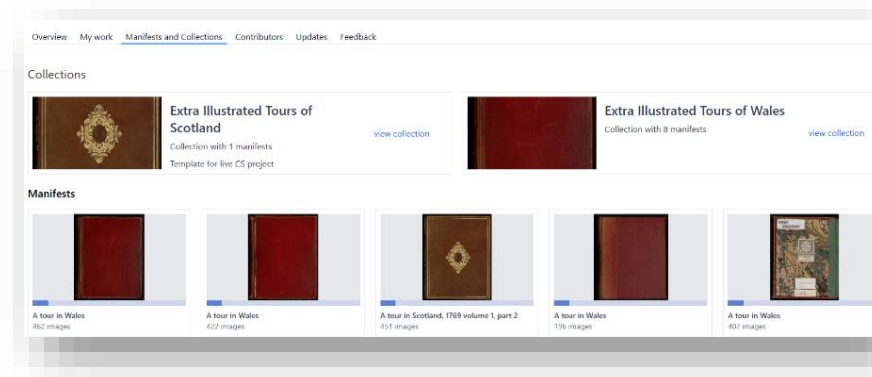 Overview My work Manifests and Collections Contributors Updates Feedback
Collections
Extra Illustrated Tours of
Scotland
Collection with 1 manifests
Template for live CS project
view collection
Extra Illustrated Tours of Wales
Collection with 8 manifests
view collection
Manifests
A tour in Wales
462 images
A tour in Wales
422 images
A tour in Scotland, 1769 volume 1, part 2
451 images
A tour in Wales
196 images
A tour in Wales
407 images